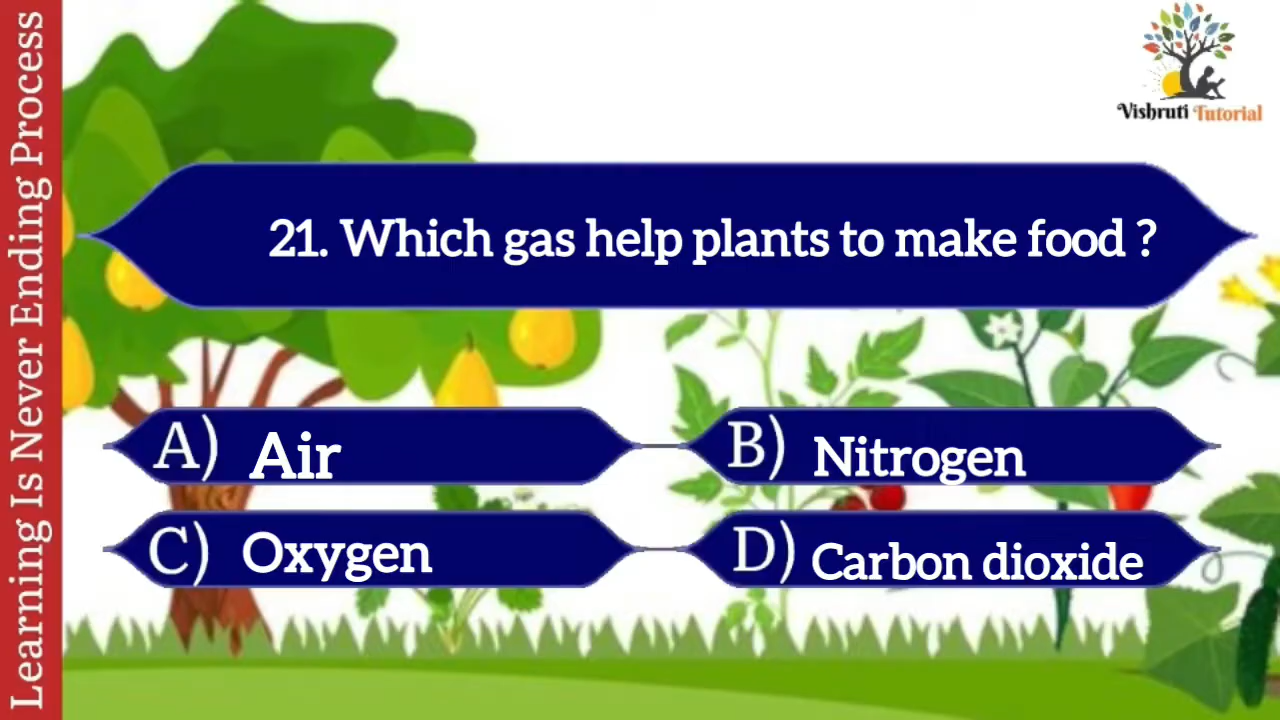 Learning Is Never Ending Process
Vishruti Tutorial
21. Which gas help plants to make food ?
A) Air
B) Nitrogen
C) Oxygen
D) Carbon dioxide